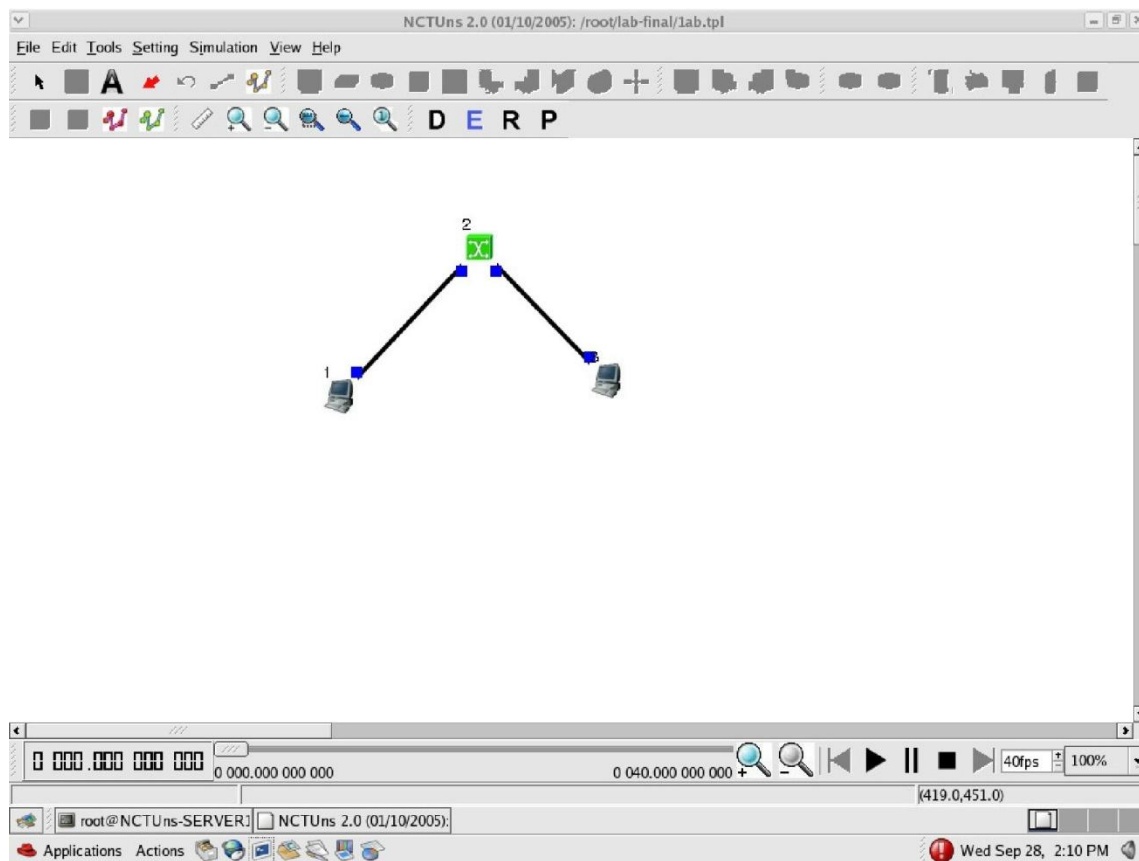 NCTUns 2.0 (01/10/2005): /root/lab-final/1ab.tpl
File Edit Tools Setting Simulation View Help
A
D E R P
2
1
0 000.000 000 000
0 000.000 000 000 0 040.000 000 000 40fps 100%
(419.0,451.0)
root@NCTUns-SERVER1 NCTUns 2.0 (01/10/2005):
Applications Actions Wed Sep 28, 2:10 PM